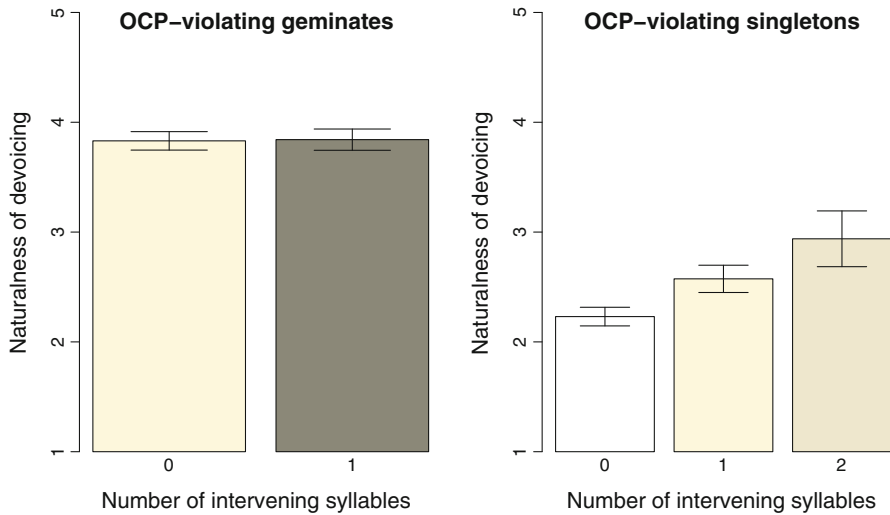 OCP−violating geminates
Naturalness of devoicing
5
4
3
2
1
0 1
Number of intervening syllables
OCP−violating singletons
Naturalness of devoicing
5
4
3
2
1
0 1 2
Number of intervening syllables